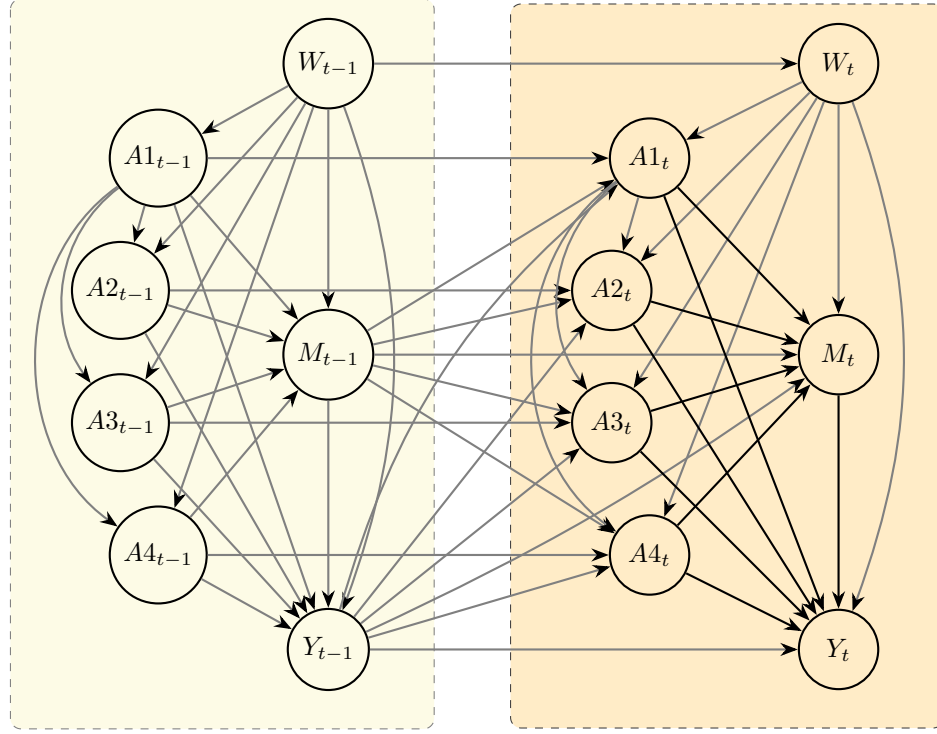 W_{t−1}
W_t
A1_{t−1}
A1_t
A2_{t−1}
A2_t
M_{t−1}
M_t
A3_{t−1}
A3_t
A4_{t−1}
A4_t
Y_{t−1}
Y_t